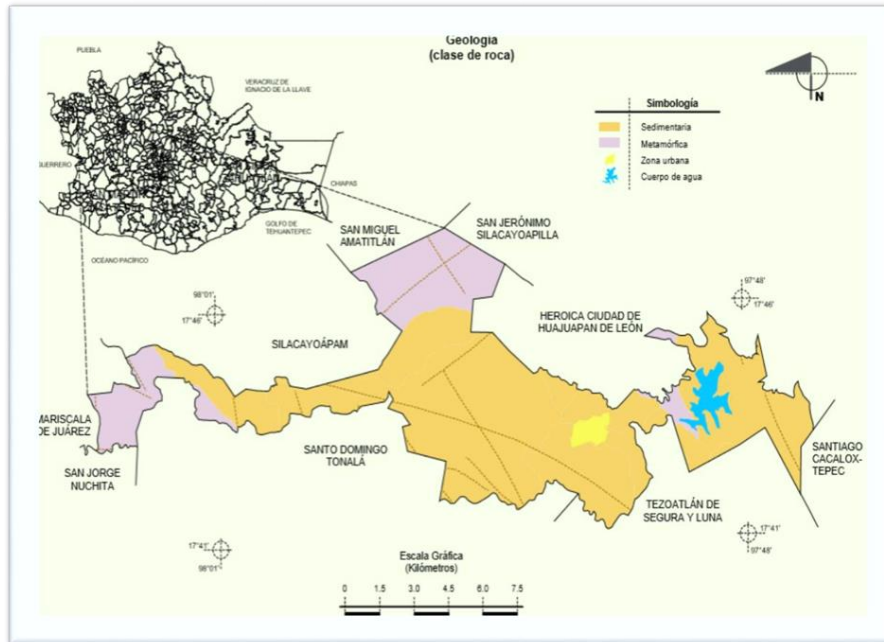 Geología
(clase de roca)
PUEBLA
VERACRUZ DE
IGNACIO DE LA LLAVE
GUERRERO
CHIAPAS
GOLFO DE
TEHUANTEPEC
OCÉANO PACÍFICO
N
Simbología
Sedimentaria
Metamórfica
Zona urbana
Cuerpo de agua
SAN MIGUEL
AMATITLÁN
SAN JERÓNIMO
SILACAYOAPILLA
98°01'
17°46'
97°48'
17°46'
HEROICA CIUDAD DE
HUAJUAPAN DE LEÓN
SILACAYOÁPAM
MARISCALA
DE JUÁREZ
SAN JORGE
NUCHITA
SANTO DOMINGO
TONALÁ
SANTIAGO
CACALOX-
TEPEC
TEZOATLÁN DE
SEGURA Y LUNA
17°41'
98°01'
17°41'
97°48'
Escala Gráfica
(Kilómetros)
0 1.5 3.0 4.5 6.0 7.5